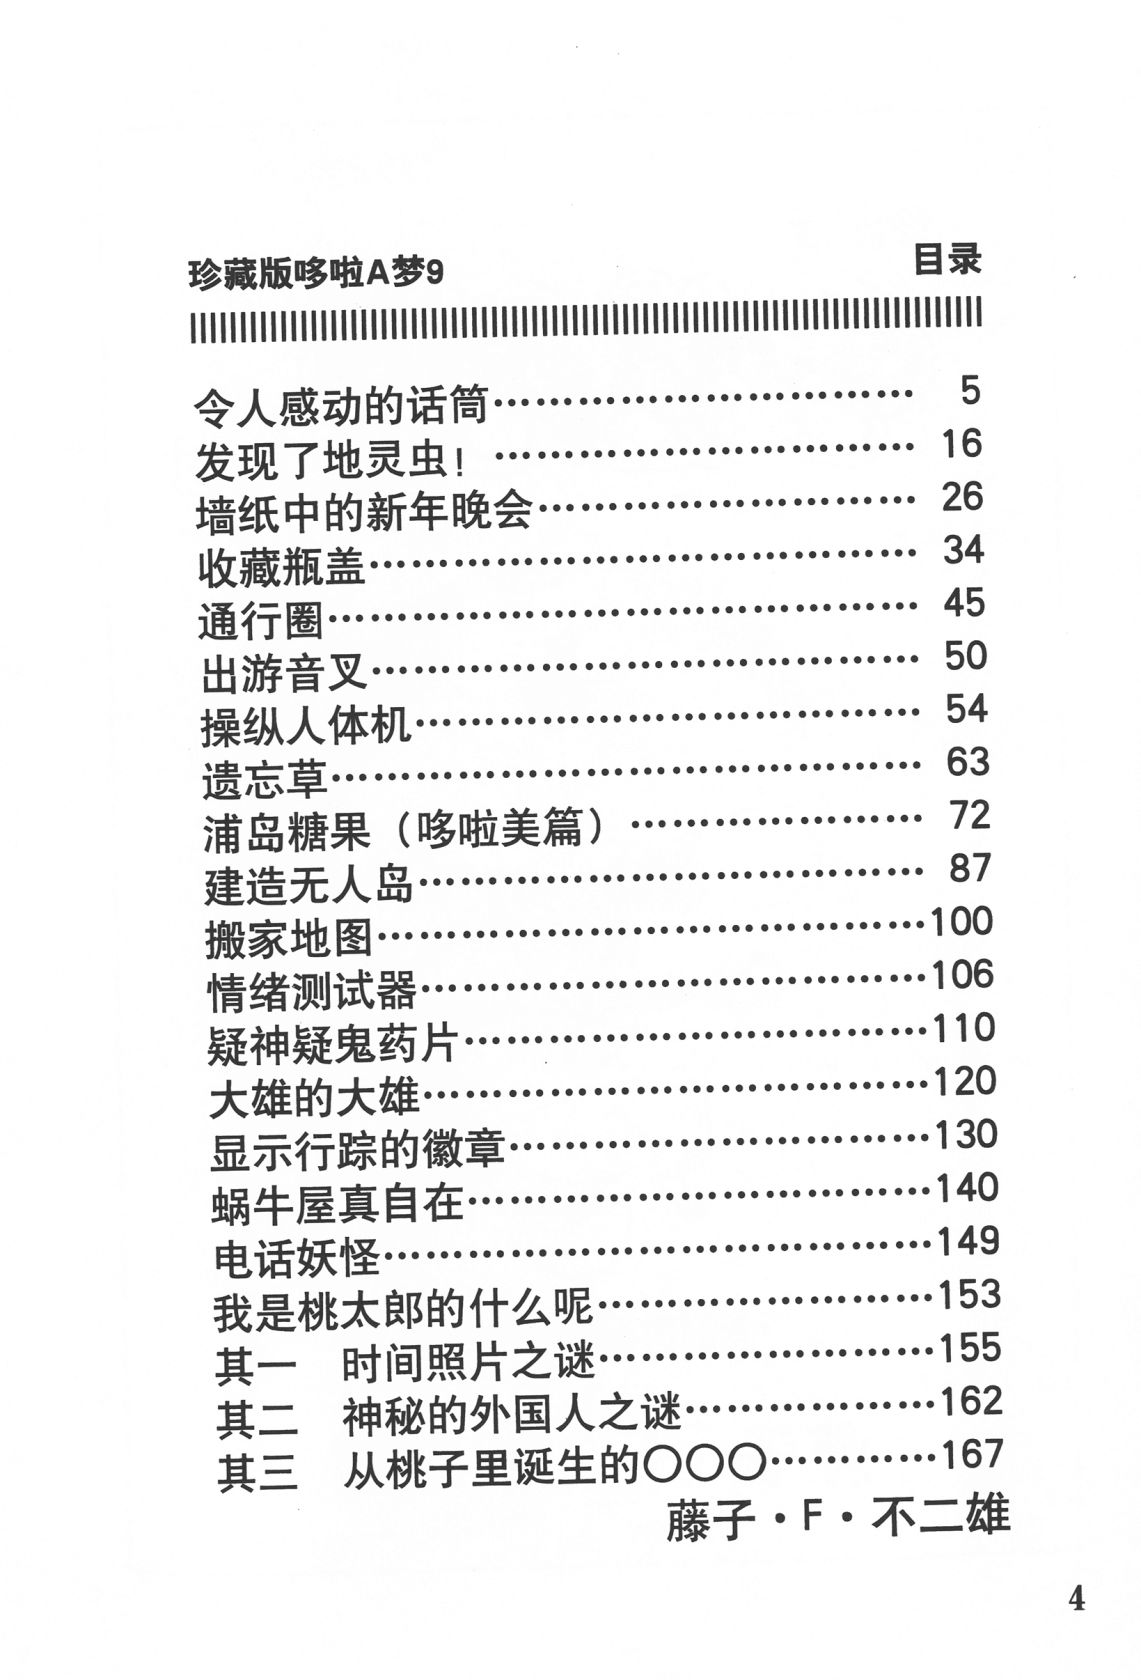 珍藏版哆啦A梦9 目录
令人感动的话筒………………………… 5
发现了地灵虫！ ………………………… 16
墙纸中的新年晚会……………………… 26
收藏瓶盖………………………………… 34
通行圈…………………………………… 45
出游音叉………………………………… 50
操纵人体机……………………………… 54
遗忘草…………………………………… 63
浦岛糖果（哆啦美篇） ………………… 72
建造无人岛……………………………… 87
搬家地图…………………………………100
情绪测试器………………………………106
疑神疑鬼药片……………………………110
大雄的大雄………………………………120
显示行踪的徽章…………………………130
蜗牛屋真自在……………………………140
电话妖怪…………………………………149
我是桃太郎的什么呢……………………153
其一　时间照片之谜……………………155
其二　神秘的外国人之谜………………162
其三　从桃子里诞生的〇〇〇…………167
藤子·F·不二雄
4